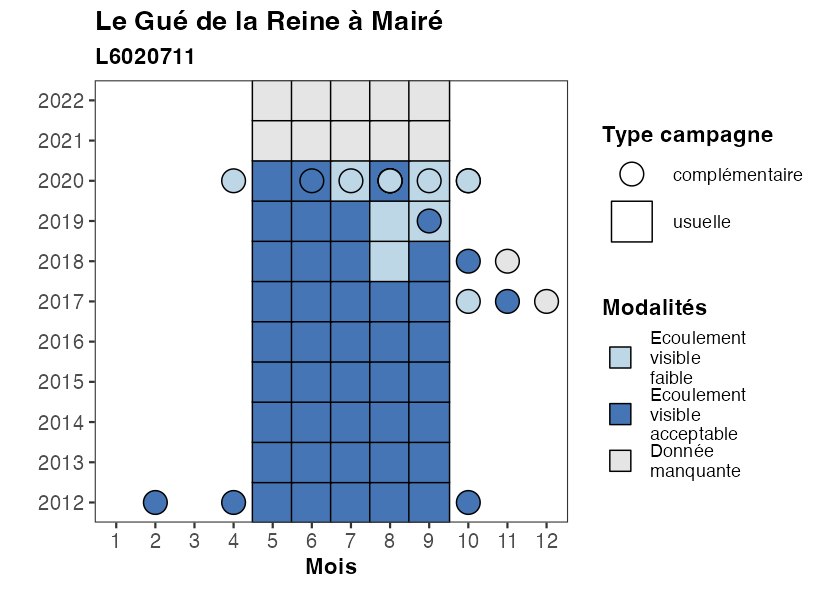 Le Gué de la Reine à Mairé
L6020711
2022
2021
2020
2019
2018
2017
2016
2015
2014
2013
2012
1 2 3 4 5 6 7 8 9 10 11 12
Mois
Type campagne
complémentaire
usuelle
Modalités
Ecoulement
visible
faible
Ecoulement
visible
acceptable
Donnée
manquante